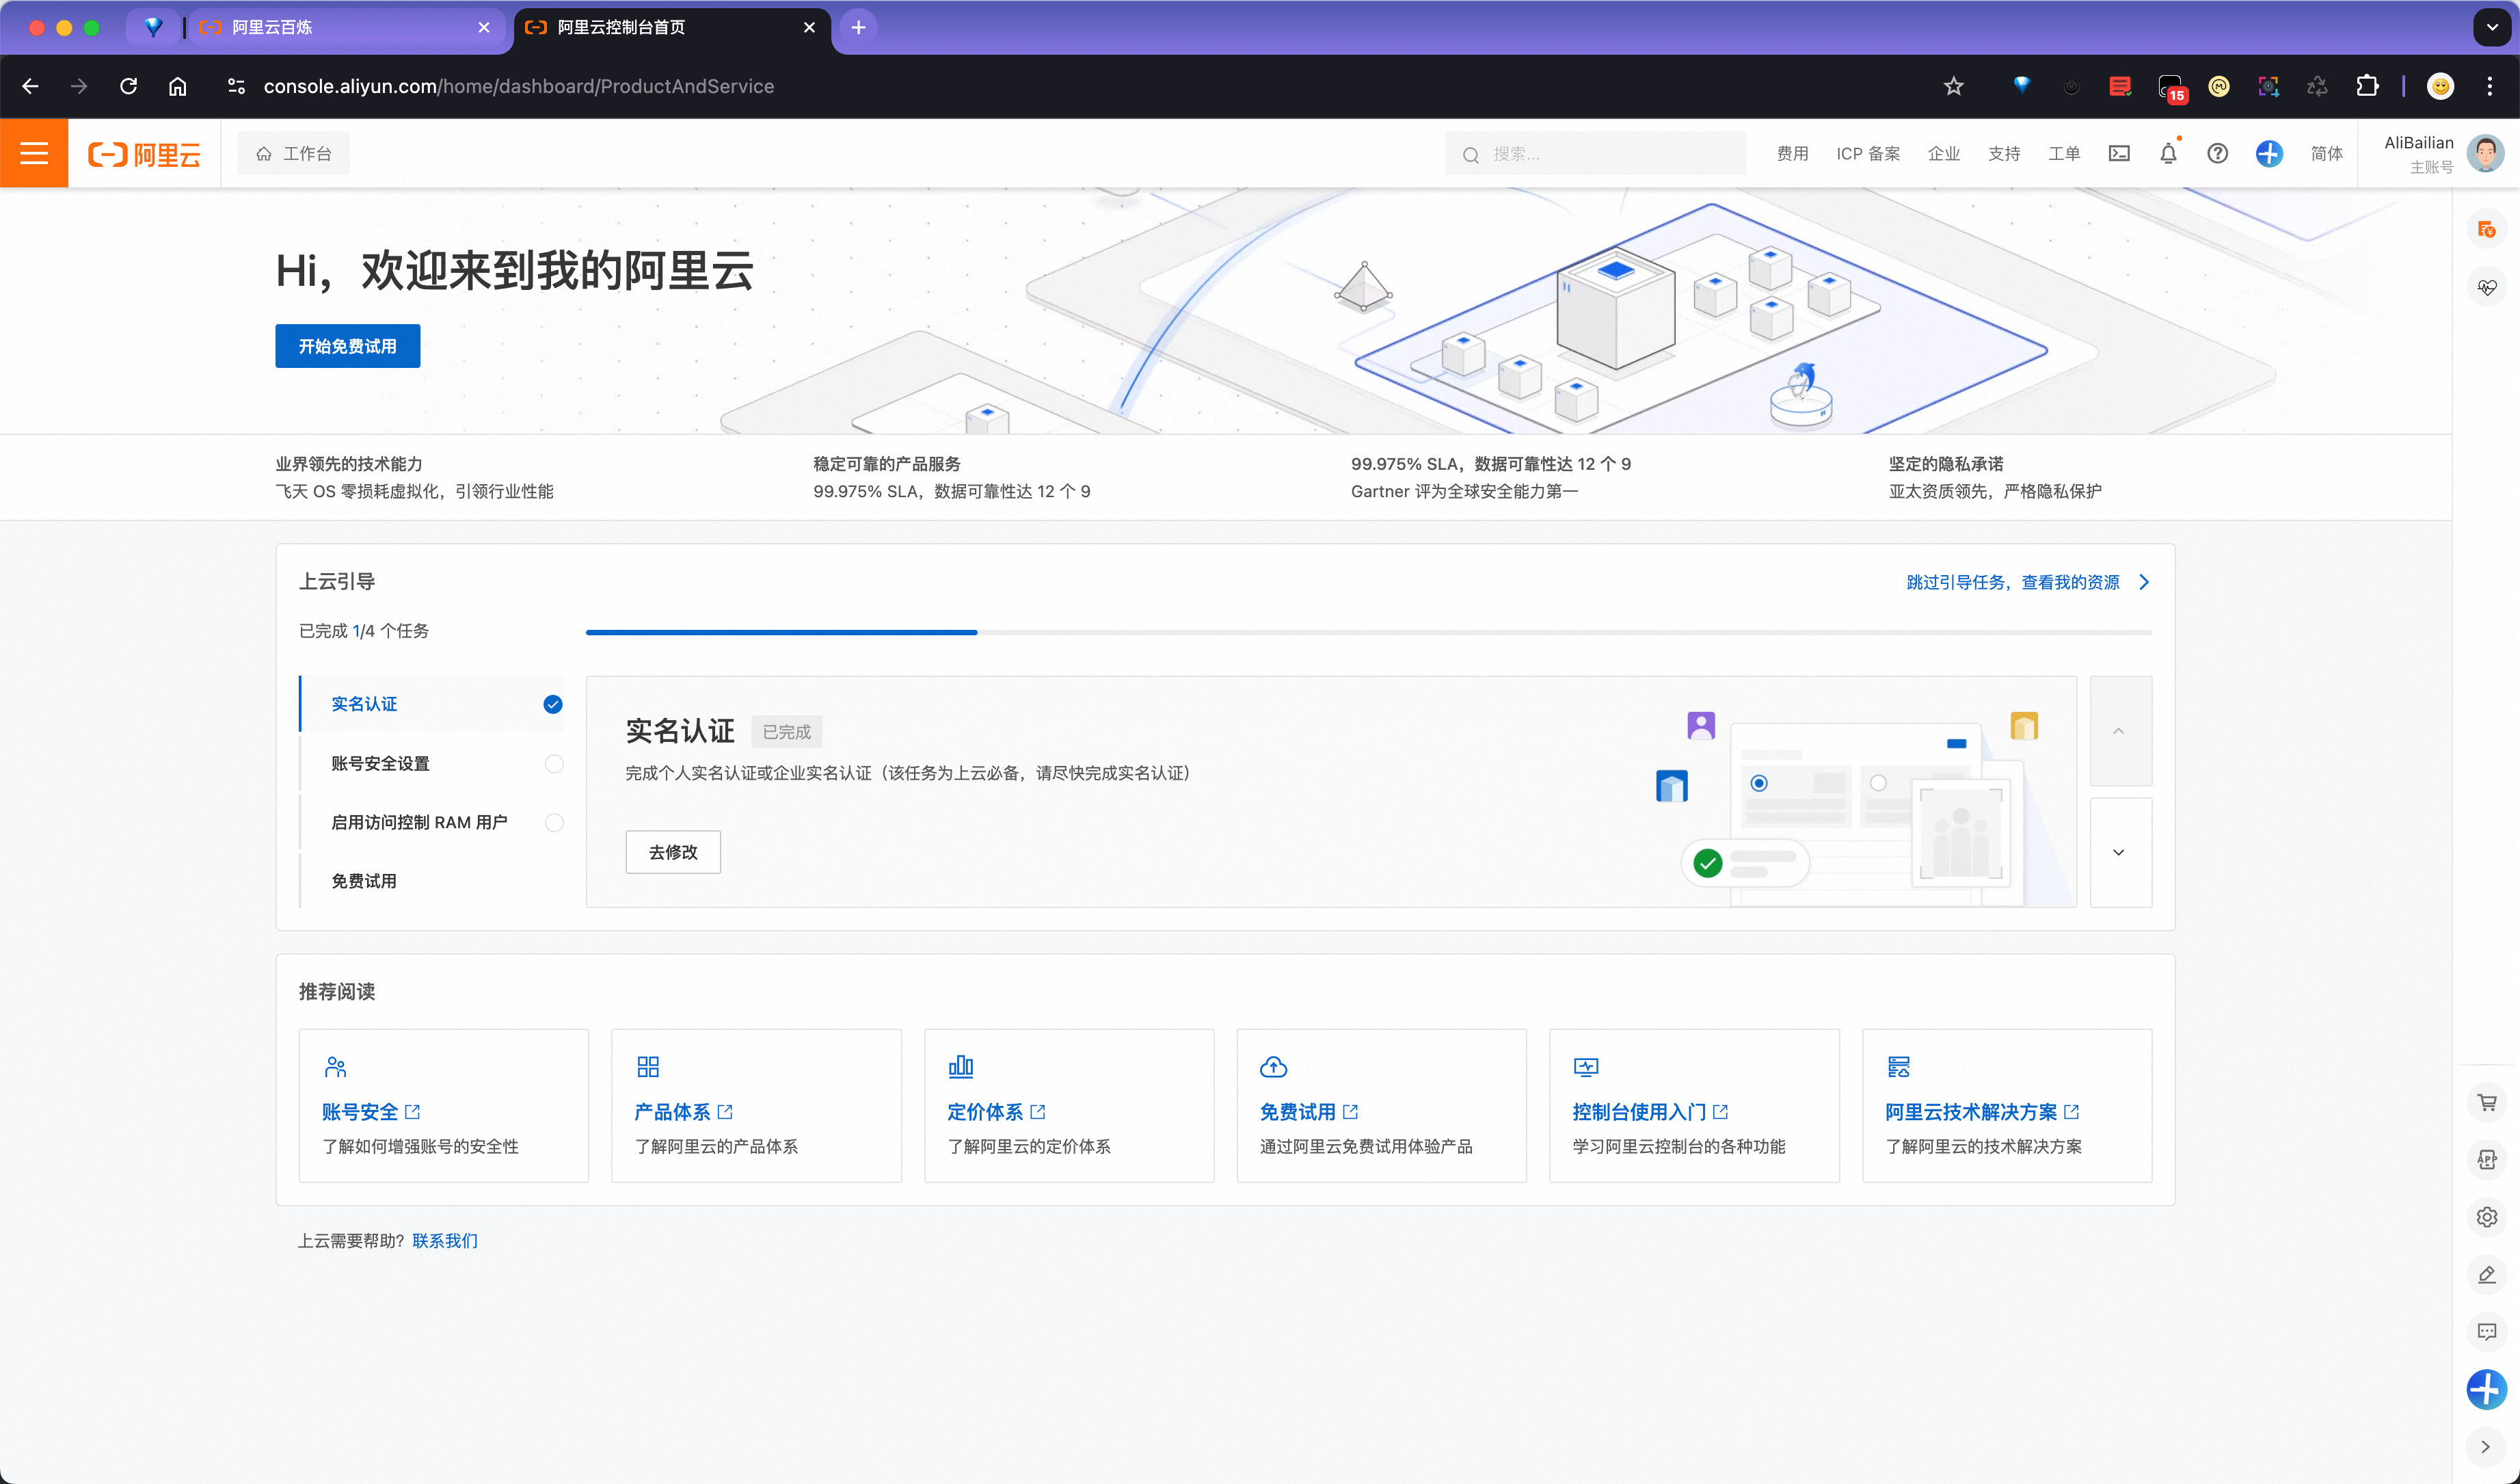 阿里云百炼
阿里云控制台首页
console.aliyun.com/home/dashboard/ProductAndService
15
阿里云
工作台
搜索...
费用
ICP 备案
企业
支持
工单
简体
AliBailian
主账号
Hi，欢迎来到我的阿里云
开始免费试用
业界领先的技术能力
飞天 OS 零损耗虚拟化，引领行业性能
稳定可靠的产品服务
99.975% SLA，数据可靠性达 12 个 9
99.975% SLA，数据可靠性达 12 个 9
Gartner 评为全球安全能力第一
坚定的隐私承诺
亚太资质领先，严格隐私保护
上云引导
跳过引导任务，查看我的资源
已完成 1/4 个任务
实名认证
账号安全设置
启用访问控制 RAM 用户
免费试用
实名认证
已完成
完成个人实名认证或企业实名认证（该任务为上云必备，请尽快完成实名认证）
去修改
推荐阅读
账号安全
了解如何增强账号的安全性
产品体系
了解阿里云的产品体系
定价体系
了解阿里云的定价体系
免费试用
通过阿里云免费试用体验产品
控制台使用入门
学习阿里云控制台的各种功能
阿里云技术解决方案
了解阿里云的技术解决方案
上云需要帮助？联系我们
APP